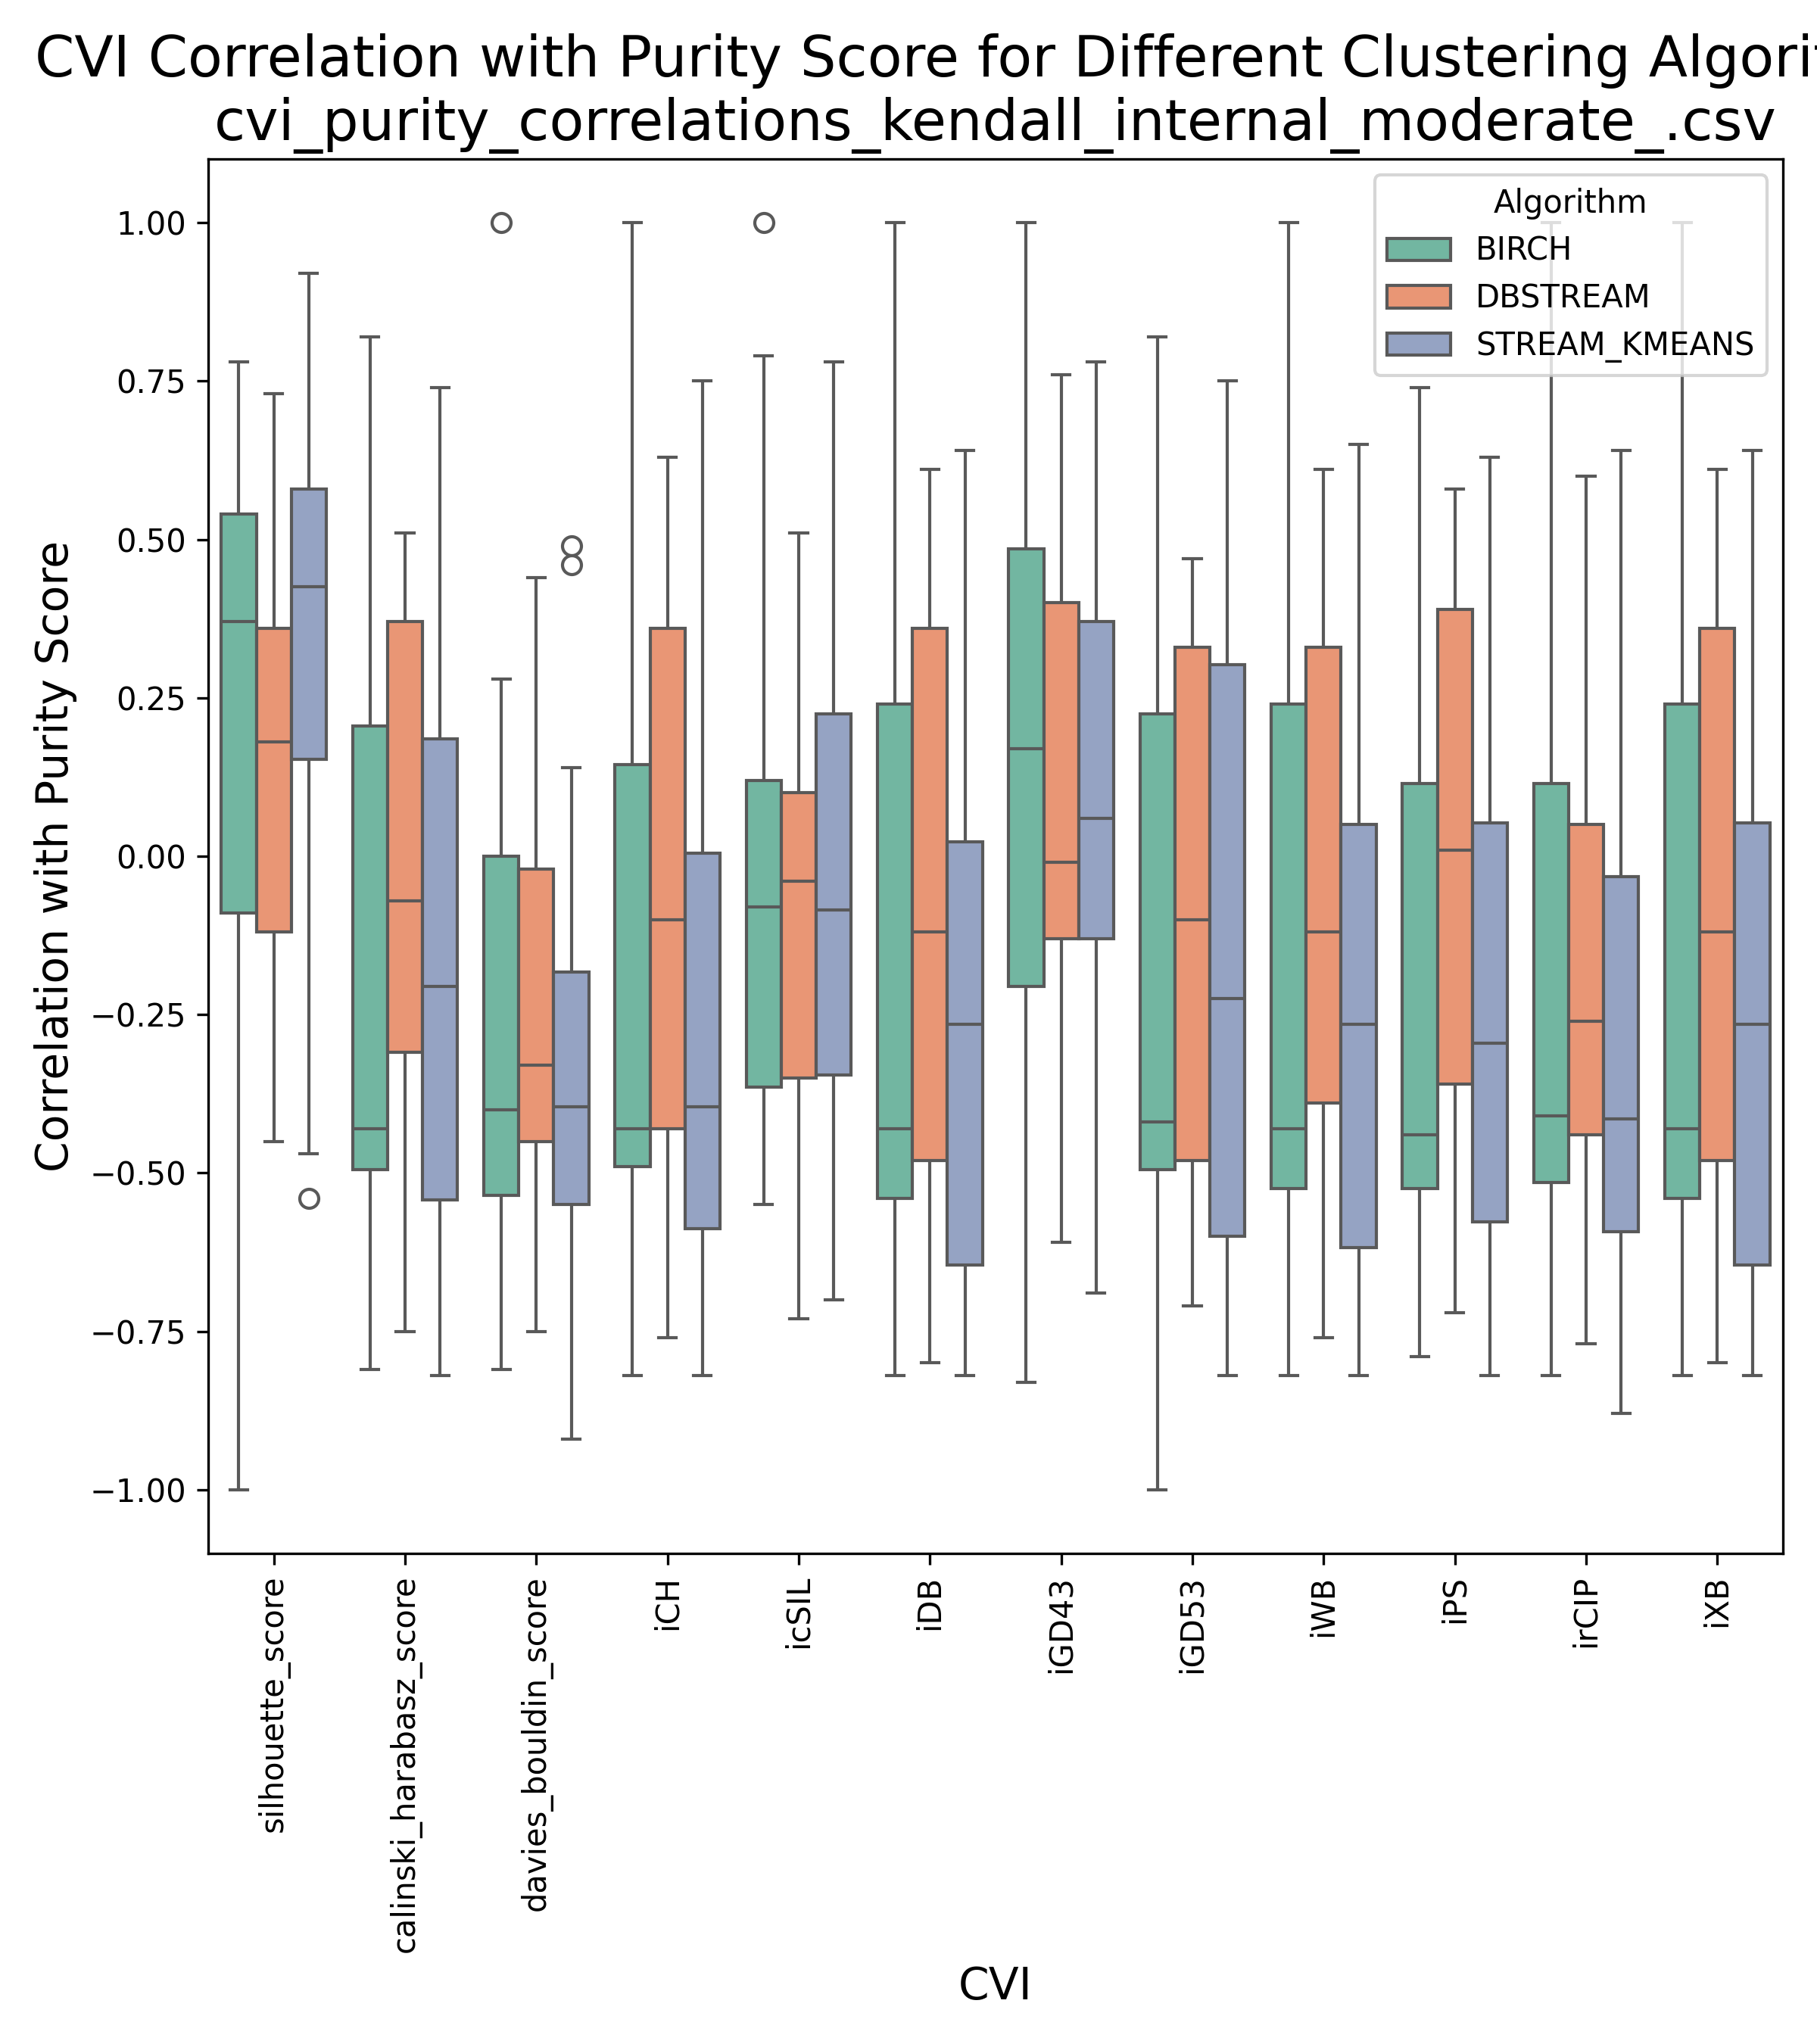 CVI Correlation with Purity Score for Different Clustering Algori
cvi_purity_correlations_kendall_internal_moderate_.csv
Algorithm
BIRCH
DBSTREAM
STREAM_KMEANS
Correlation with Purity Score
1.00
0.75
0.50
0.25
0.00
−0.25
−0.50
−0.75
−1.00
silhouette_score
calinski_harabasz_score
davies_bouldin_score
iCH
icSIL
iDB
iGD43
iGD53
iWB
iPS
irCIP
iXB
CVI